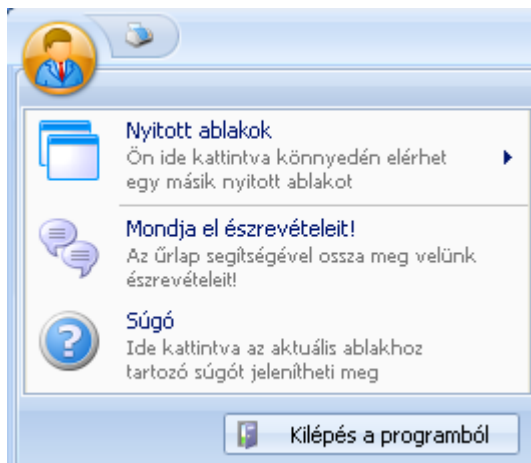 Nyitott ablakok
Ön ide kattintva könnyedén elérhet
egy másik nyitott ablakot
Mondja el észrevételeit!
Az űrlap segítségével ossza meg velünk
észrevételeit!
Súgó
Ide kattintva az aktuális ablakhoz
tartozó súgót jelenítheti meg
Kilépés a programból